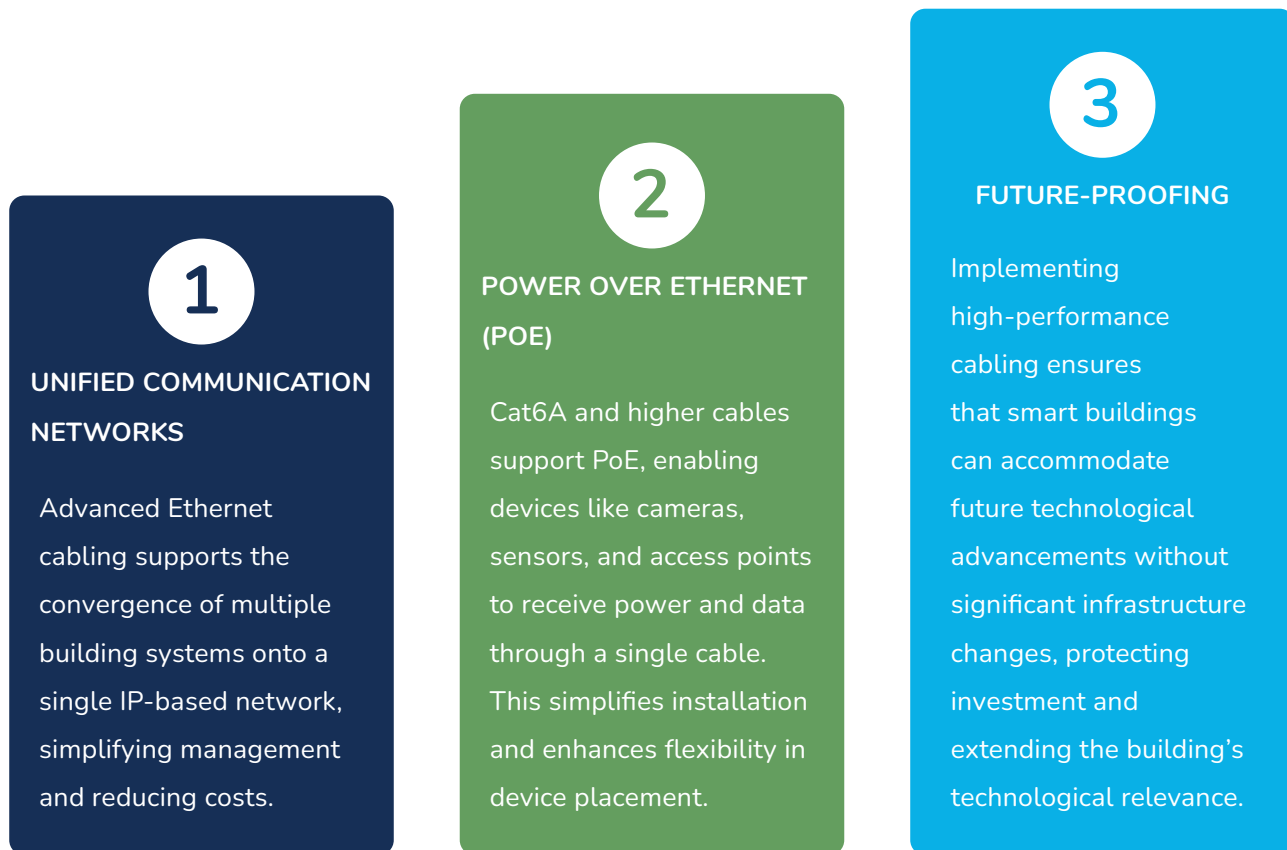 1
UNIFIED COMMUNICATION
NETWORKS
Advanced Ethernet
cabling supports the
convergence of multiple
building systems onto a
single IP-based network,
simplifying management
and reducing costs.
2
POWER OVER ETHERNET
(POE)
Cat6A and higher cables
support PoE, enabling
devices like cameras,
sensors, and access points
to receive power and data
through a single cable.
This simplifies installation
and enhances flexibility in
device placement.
3
FUTURE-PROOFING
Implementing
high-performance
cabling ensures
that smart buildings
can accommodate
future technological
advancements without
significant infrastructure
changes, protecting
investment and
extending the building’s
technological relevance.